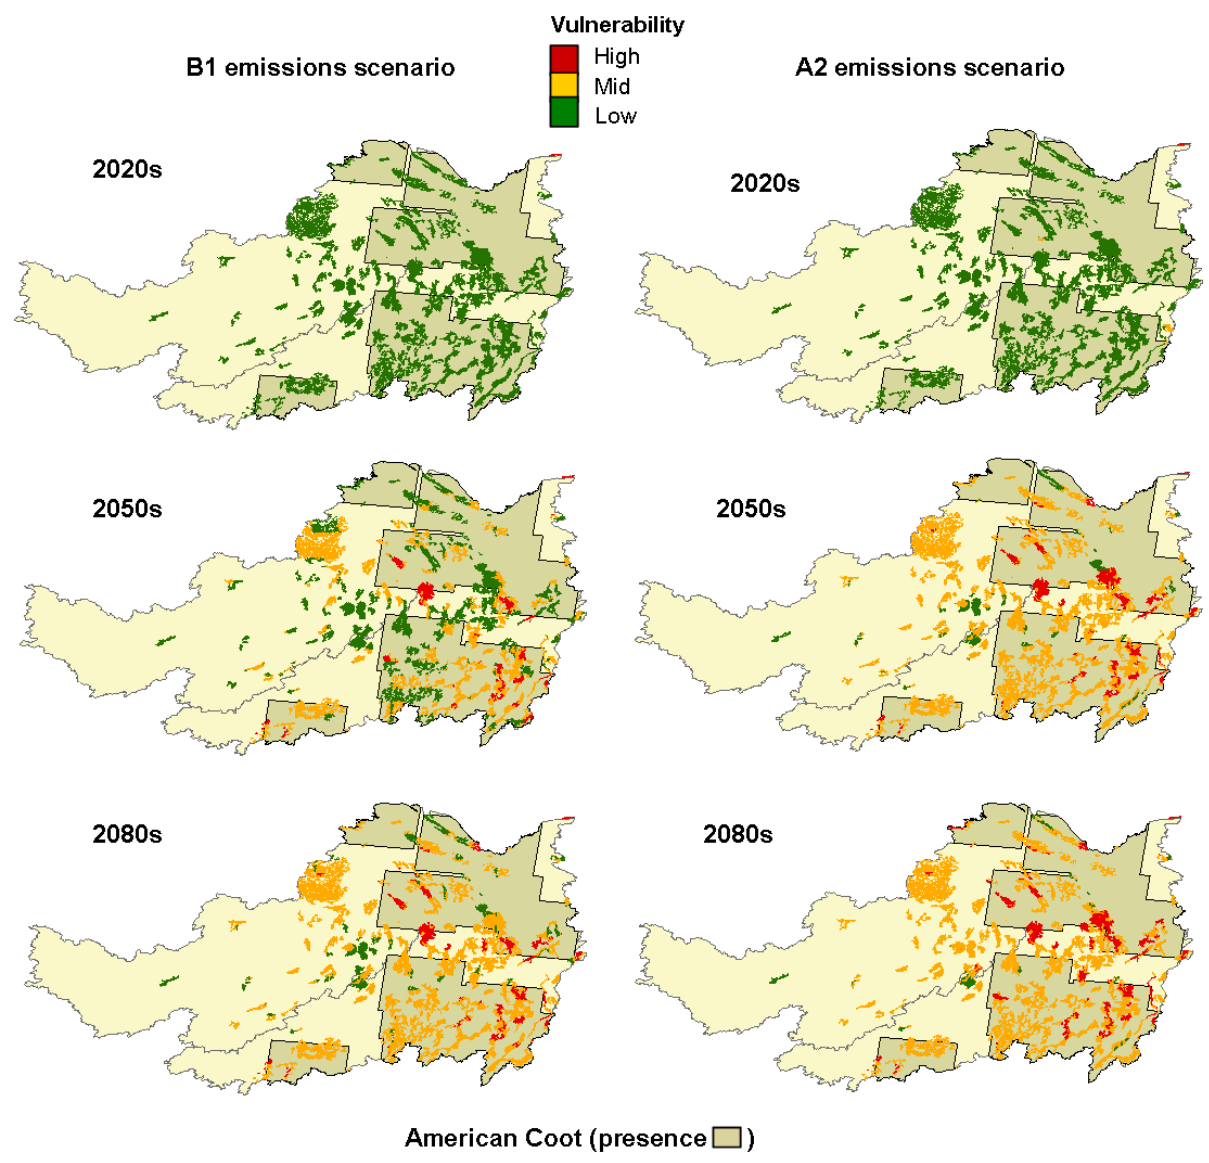 Vulnerability
High
Mid
Low
B1 emissions scenario
A2 emissions scenario
2020s
2020s
2050s
2050s
2080s
2080s
American Coot (presence )